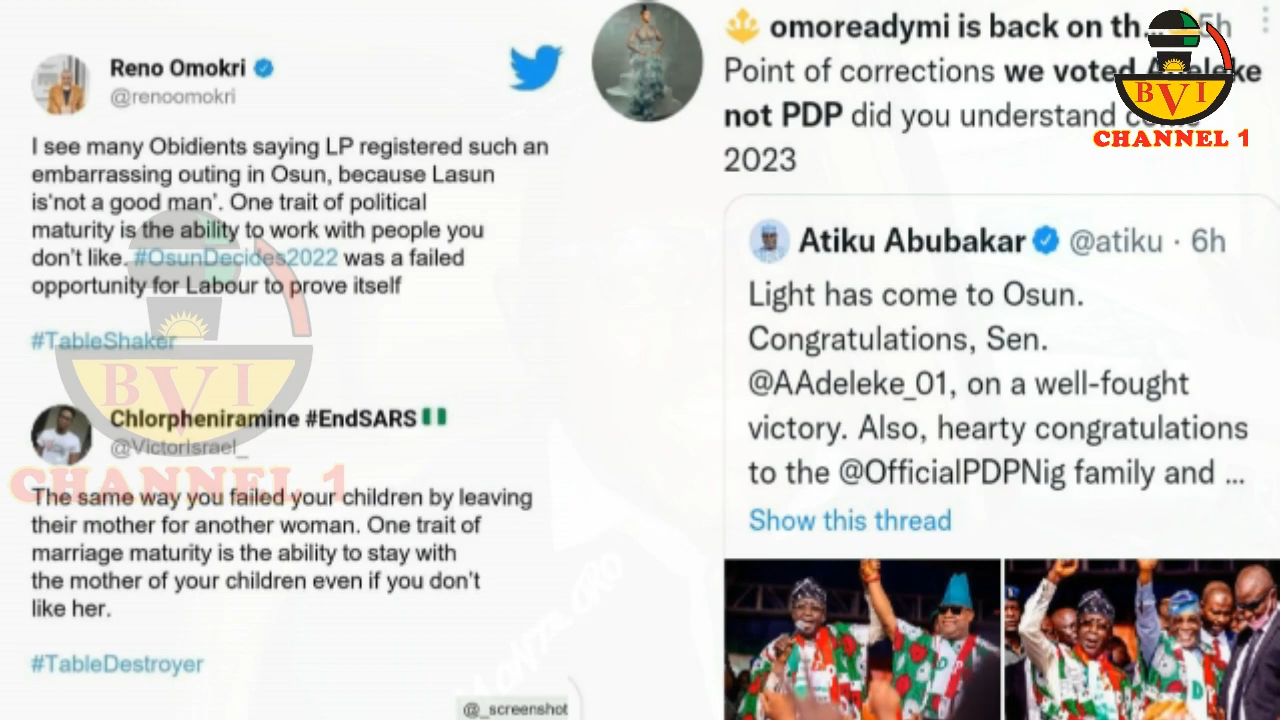 Reno Omokri
@renoomokri
I see many Obidients saying LP registered such an
embarrassing outing in Osun, because Lasun
is'not a good man'. One trait of political
maturity is the ability to work with people you
don't like. #OsunDecides2022 was a failed
opportunity for Labour to prove itself
#TableShaker
Chlorpheniramine #EndSARS
@VictorIsrael_
The same way you failed your children by leaving
their mother for another woman. One trait of
marriage maturity is the ability to stay with
the mother of your children even if you don't
like her.
#TableDestroyer
@_screenshot
BVI
CHANNEL 1
omoreadymi is back on th... 5h
Point of corrections we voted Adeleke
not PDP did you understand
2023
Atiku Abubakar @atiku · 6h
Light has come to Osun.
Congratulations, Sen.
@AAdeleke_01, on a well-fought
victory. Also, hearty congratulations
to the @OfficialPDPNig family and ...
Show this thread
BVI
CHANNEL 1